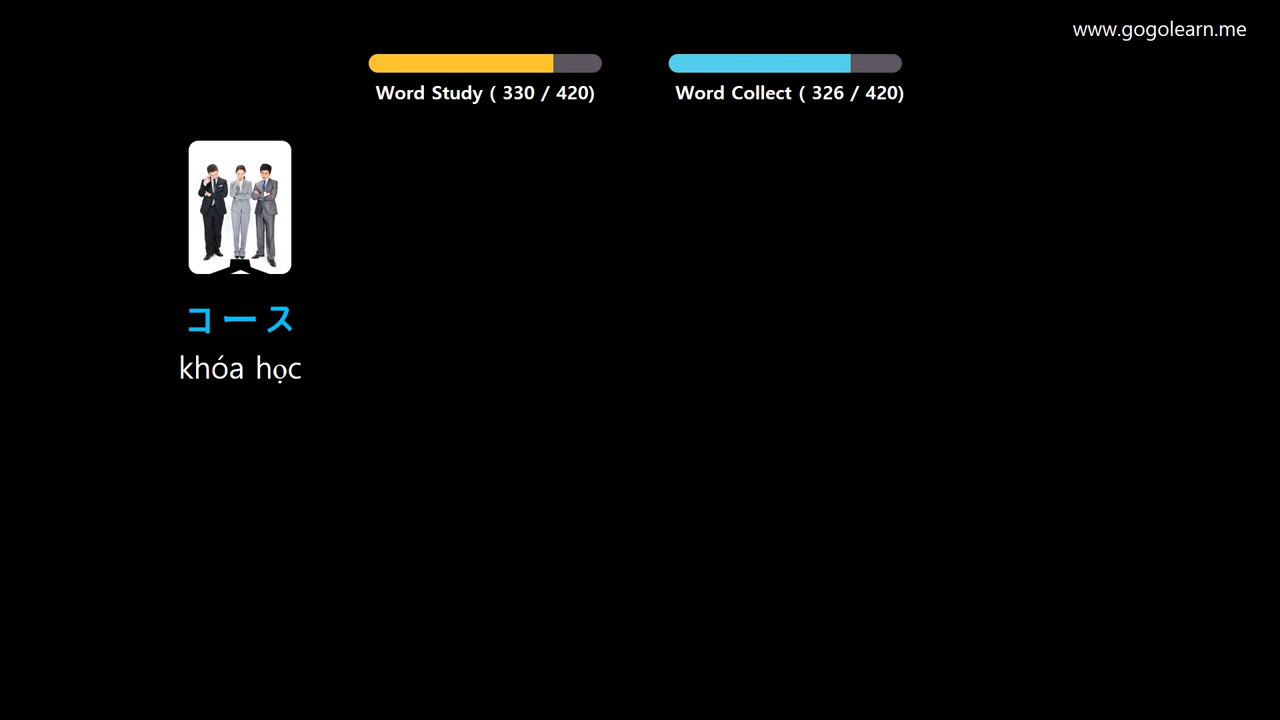 www.gogolearn.me
Word Study ( 330 / 420)
Word Collect ( 326 / 420)
コース
khóa học